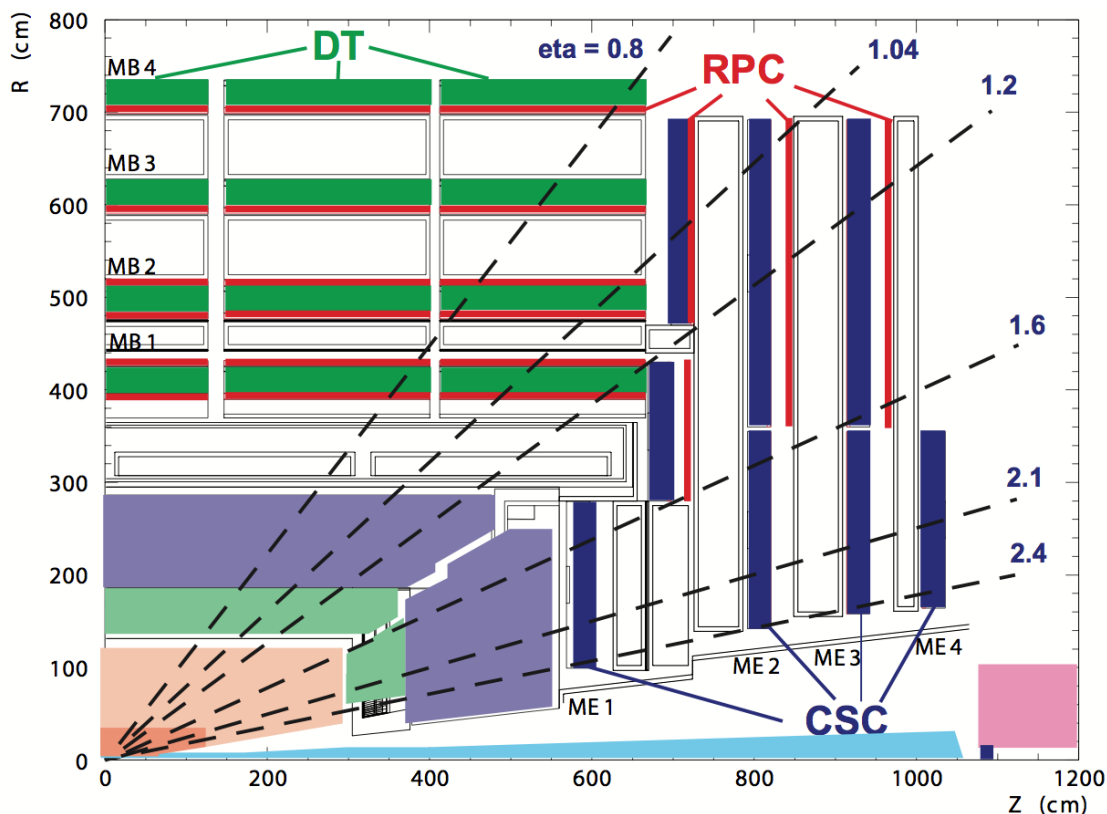 800
700
600
500
400
300
200
100
0
R (cm)
MB 4
MB 3
MB 2
MB 1
DT
eta = 0.8
RPC
1.04
1.2
1.6
2.1
2.4
ME 1
ME 2
ME 3
ME 4
CSC
0
200
400
600
800
1000
1200
Z (cm)